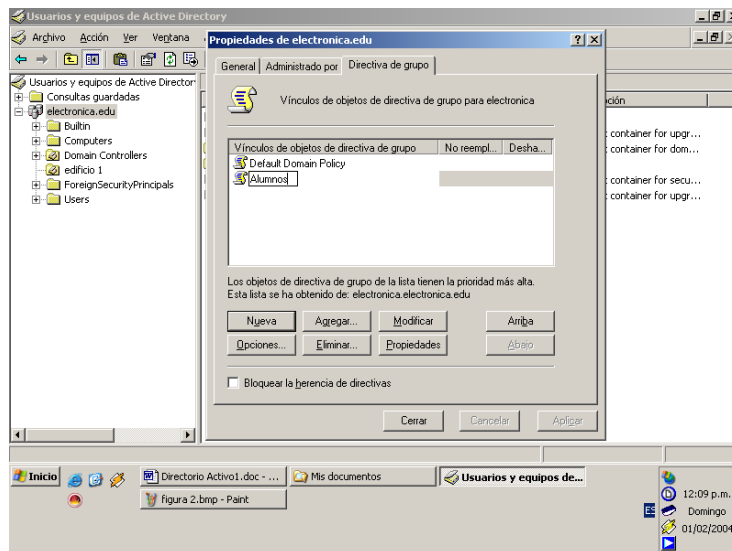 Usuarios y equipos de Active Directory
Archivo Acción Ver Ventana
Usuarios y equipos de Active Director
Consultas guardadas
electronica.edu
Builtin
Computers
Domain Controllers
edificio 1
ForeignSecurityPrincipals
Users
Propiedades de electronica.edu
General Administrado por Directiva de grupo
Vínculos de objetos de directiva de grupo para electronica
Vínculos de objetos de directiva de grupo No reempl... Desha...
Default Domain Policy
Alumnos
Los objetos de directiva de grupo de la lista tienen la prioridad más alta.
Esta lista se ha obtenido de: electronica.electronica.edu
Nueva Agregar... Modificar Arriba
Opciones... Eliminar... Propiedades Abajo
Bloquear la herencia de directivas
Cerrar Cancelar Aplicar
pción
container for upgr...
container for dom...
container for secu...
container for upgr...
Inicio
Directorio Activo1.doc - ...
Mis documentos
Usuarios y equipos de...
figura 2.bmp - Paint
ES
12:09 p.m.
Domingo
01/02/2004